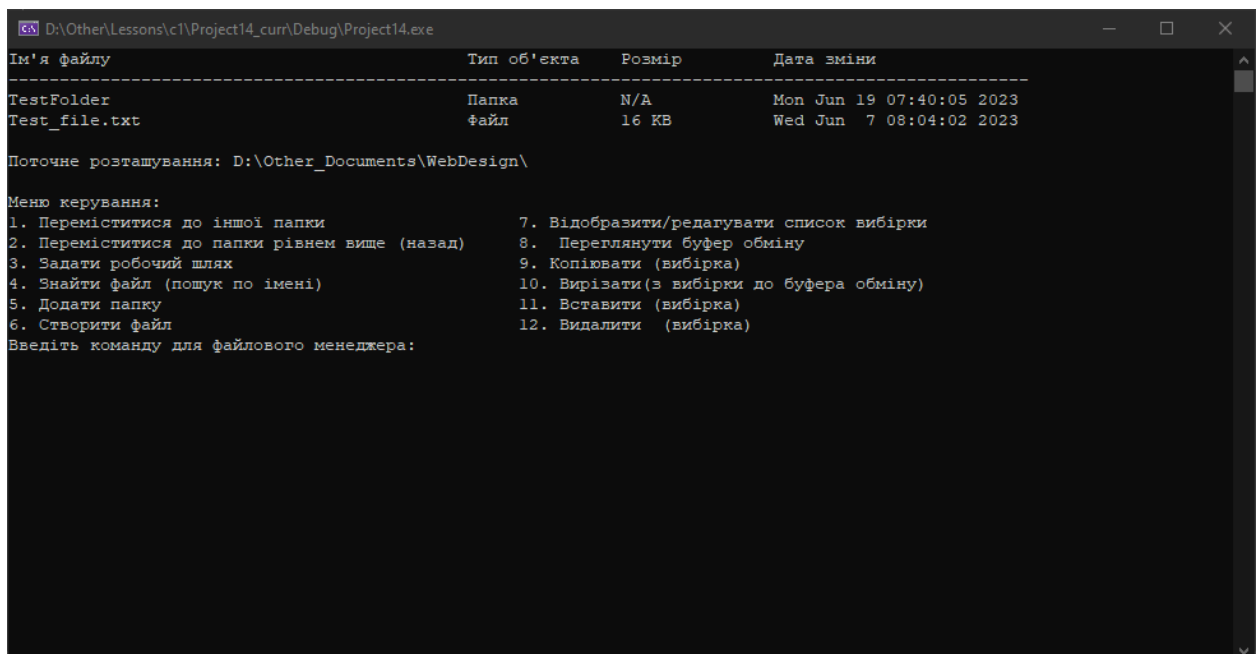 D:\Other\Lessons\c1\Project14_curr\Debug\Project14.exe
Ім'я файлу Тип об'єкта Розмір Дата зміни
----------------------------------------------------------------------------------------------------
TestFolder Папка N/A Mon Jun 19 07:40:05 2023
Test_file.txt Файл 16 KB Wed Jun  7 08:04:02 2023
Поточне розташування: D:\Other_Documents\WebDesign\
Меню керування:
1. Переміститися до іншої папки 7. Відобразити/редагувати список вибірки
2. Переміститися до папки рівнем вище (назад) 8.  Переглянути буфер обміну
3. Задати робочий шлях 9. Копіювати (вибірка)
4. Знайти файл (пошук по імені) 10. Вирізати(з вибірки до буфера обміну)
5. Додати папку 11. Вставити (вибірка)
6. Створити файл 12. Видалити  (вибірка)
Введіть команду для файлового менеджера: